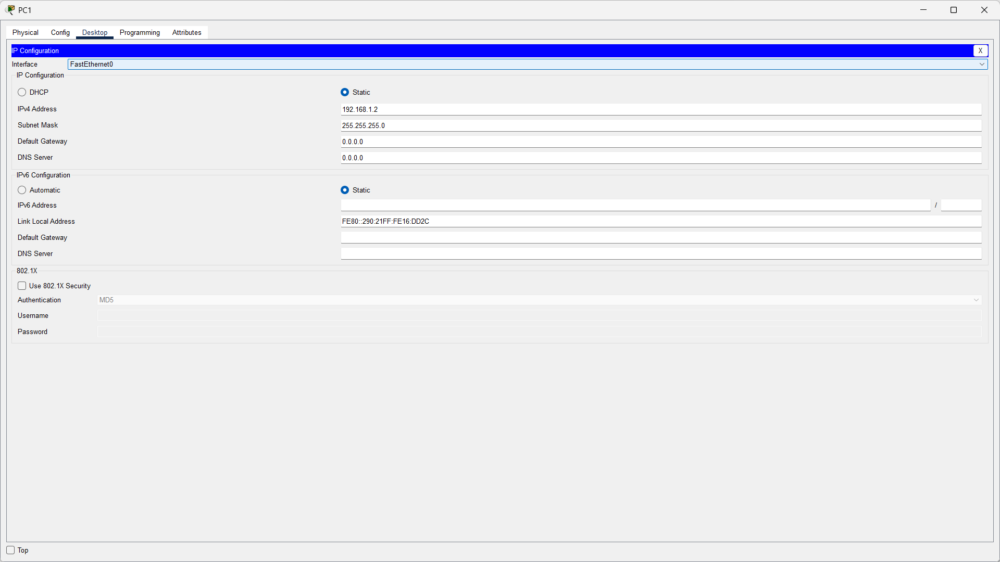 PC1
Physical Config Desktop Programming Attributes
IP Configuration X
Interface FastEthernet0
IP Configuration
DHCP Static
IPv4 Address 192.168.1.2
Subnet Mask 255.255.255.0
Default Gateway 0.0.0.0
DNS Server 0.0.0.0
IPv6 Configuration
Automatic Static
IPv6 Address /
Link Local Address FE80::290:21FF:FE16:DD2C
Default Gateway
DNS Server
802.1X
Use 802.1X Security
Authentication MD5
Username
Password
Top